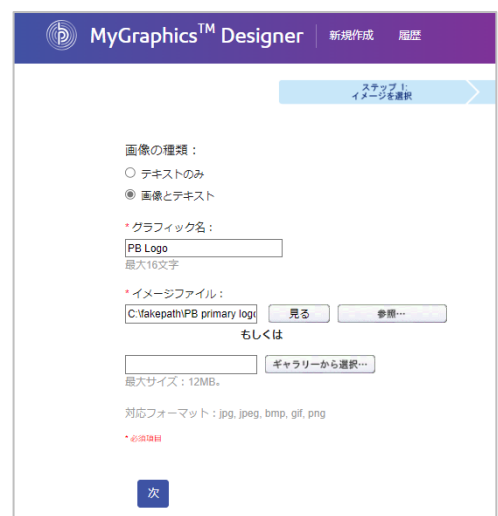 MyGraphics™ Designer 新規作成 履歴
ステップ 1:
イメージを選択
画像の種類：
テキストのみ
画像とテキスト
* グラフィック名：
PB Logo
最大16文字
* イメージファイル：
C:\fakepath\PB primary logo 見る 参照…
もしくは
ギャラリーから選択…
最大サイズ：12MB。
対応フォーマット：jpg, jpeg, bmp, gif, png
* 必須項目
次